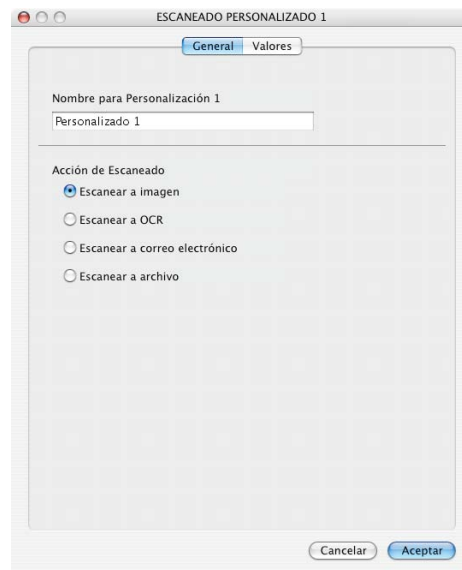 ESCANEADO PERSONALIZADO 1
General Valores
Nombre para Personalización 1
Personalizado 1
Acción de Escaneado
Escanear a imagen
Escanear a OCR
Escanear a correo electrónico
Escanear a archivo
Cancelar Aceptar